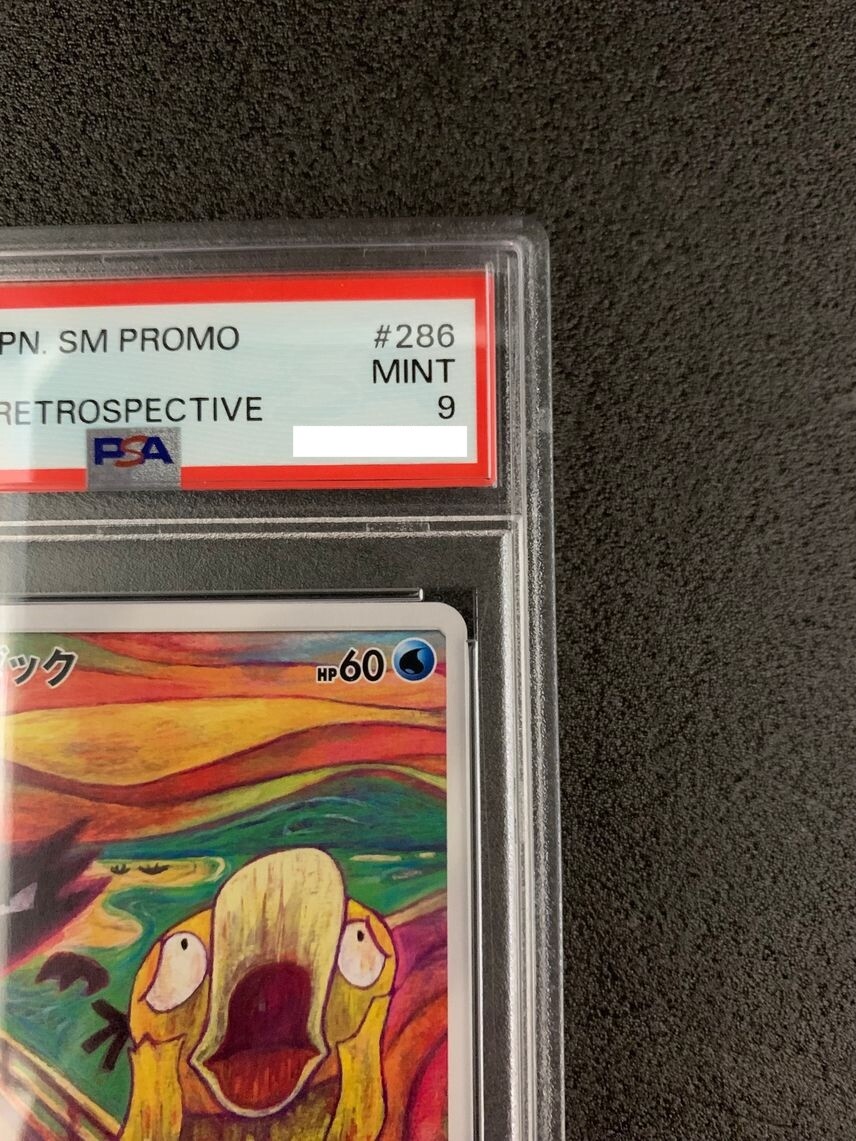 PN. SM PROMO #286
MINT
RETROSPECTIVE 9
PSA
ック HP60